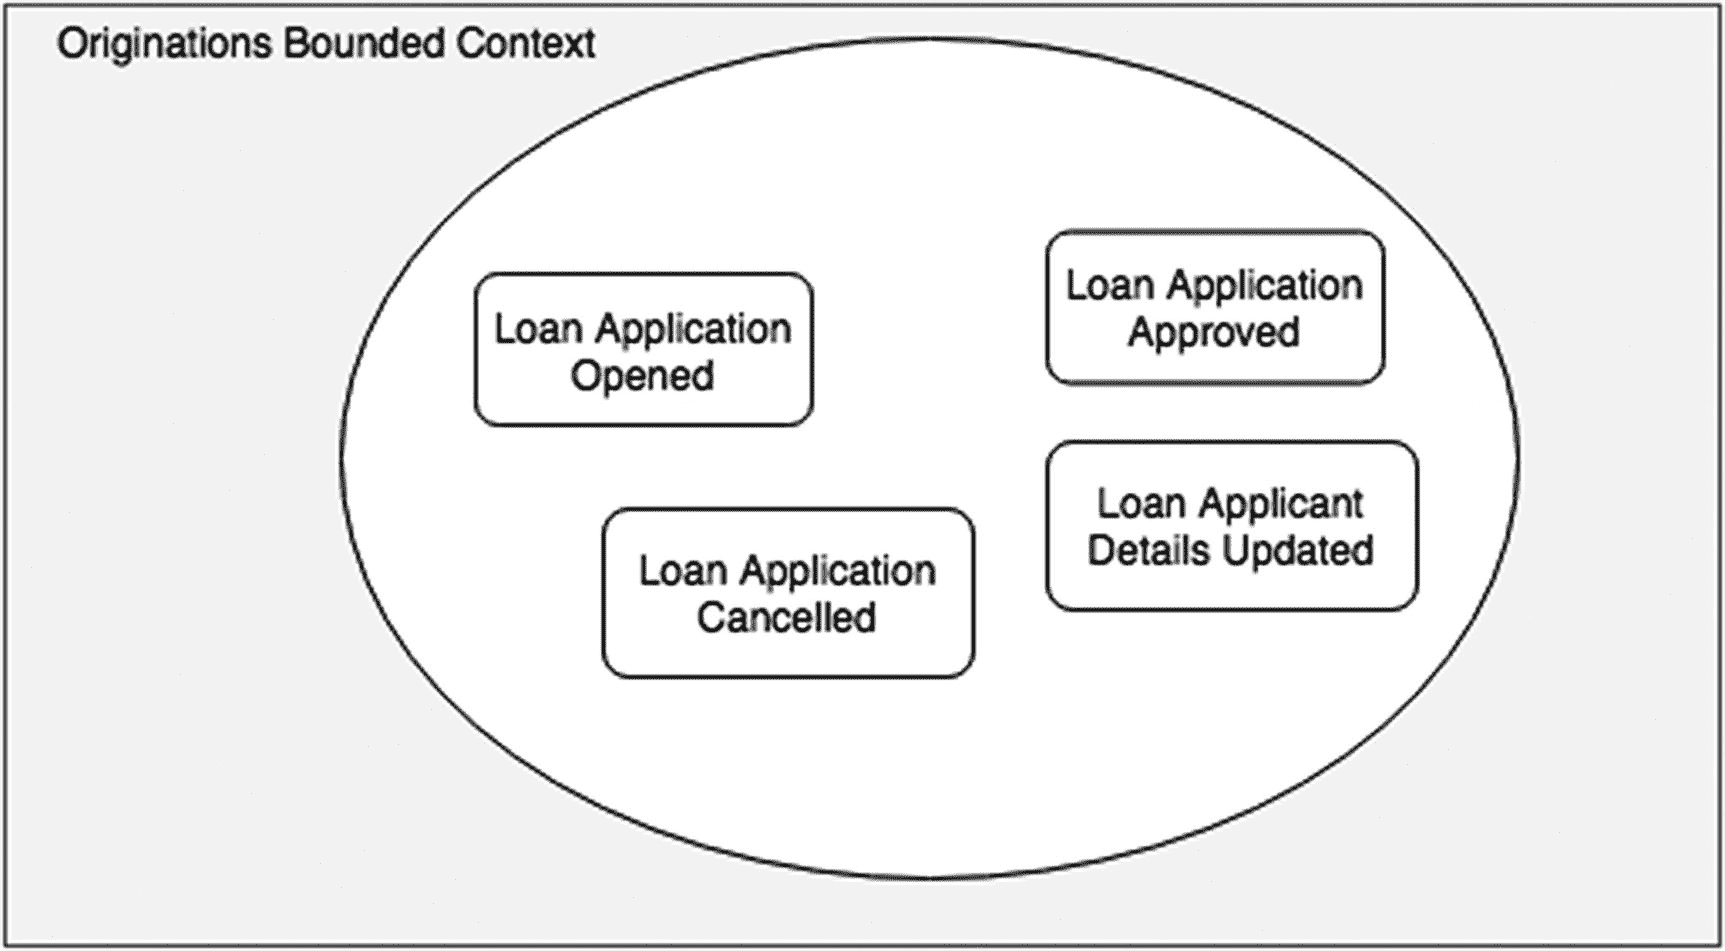 Originations Bounded Context
Loan Application
Opened
Loan Application
Approved
Loan Application
Cancelled
Loan Applicant
Details Updated